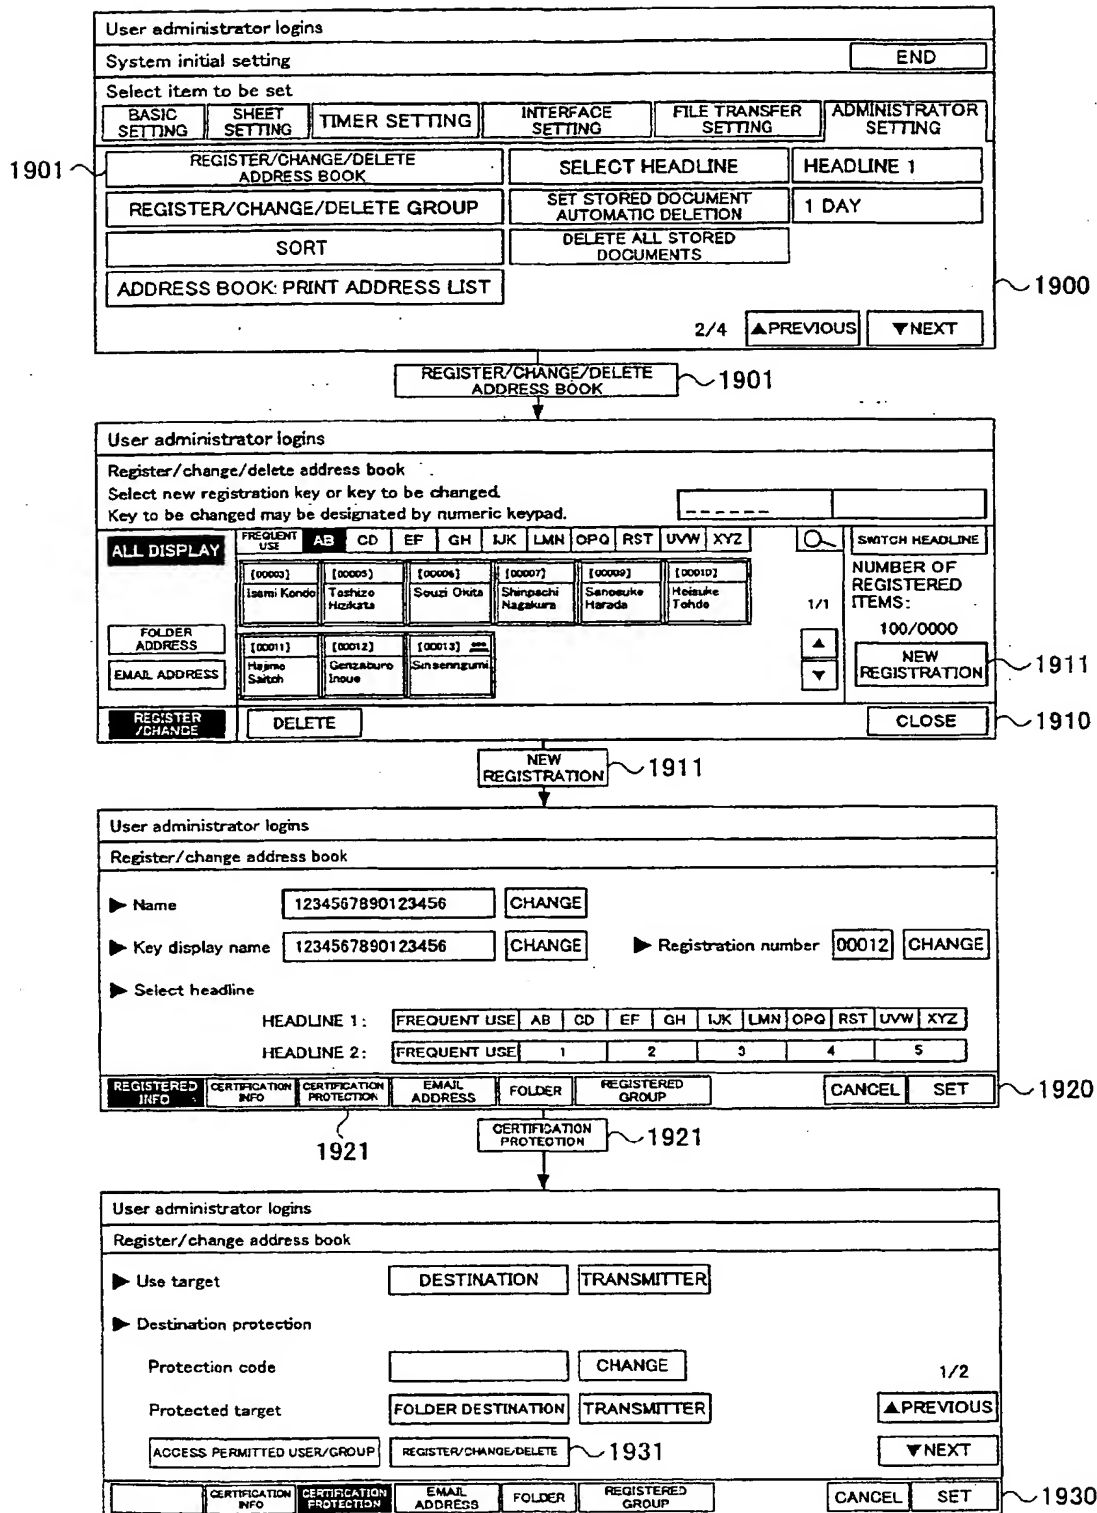 User administrator logins
System initial setting
END
Select item to be set
BASIC SETTING
SHEET SETTING
TIMER SETTING
INTERFACE SETTING
FILE TRANSFER SETTING
ADMINISTRATOR SETTING
1901
REGISTER/CHANGE/DELETE ADDRESS BOOK
SELECT HEADLINE
HEADLINE 1
REGISTER/CHANGE/DELETE GROUP
SET STORED DOCUMENT AUTOMATIC DELETION
1 DAY
SORT
DELETE ALL STORED DOCUMENTS
ADDRESS BOOK: PRINT ADDRESS LIST
1900
2/4
▲PREVIOUS
▼NEXT
REGISTER/CHANGE/DELETE ADDRESS BOOK
1901
User administrator logins
Register/change/delete address book
Select new registration key or key to be changed.
Key to be changed may be designated by numeric keypad.
ALL DISPLAY
FREQUENT USE
AB
CD
EF
GH
IJK
LMN
OPQ
RST
UVW
XYZ
SWITCH HEADLINE
[00003]
[00005]
[00006]
[00007]
[00009]
[00010]
Isami Kondo
Toshizo Hizikata
Souzi Okita
Shinpachi Nagakura
Sanosuke Harada
Heisuke Tohdo
1/1
NUMBER OF REGISTERED ITEMS:
100/0000
FOLDER ADDRESS
EMAIL ADDRESS
[00011]
[00012]
[00013]
Hajime Saitoh
Genzaburo Inoue
Sinsenngumi
▲
▼
NEW REGISTRATION
1911
REGISTER /CHANGE
DELETE
CLOSE
1910
NEW REGISTRATION
1911
User administrator logins
Register/change address book
▶ Name
1234567890123456
CHANGE
▶ Key display name
1234567890123456
CHANGE
▶ Registration number
00012
CHANGE
▶ Select headline
HEADLINE 1:
FREQUENT USE
AB
CD
EF
GH
IJK
LMN
OPQ
RST
UVW
XYZ
HEADLINE 2:
FREQUENT USE
1
2
3
4
5
REGISTERED INFO
CERTIFICATION INFO
CERTIFICATION PROTECTION
EMAIL ADDRESS
FOLDER
REGISTERED GROUP
CANCEL
SET
1920
1921
CERTIFICATION PROTECTION
1921
User administrator logins
Register/change address book
▶ Use target
DESTINATION
TRANSMITTER
▶ Destination protection
Protection code
CHANGE
1/2
Protected target
FOLDER DESTINATION
TRANSMITTER
▲PREVIOUS
ACCESS PERMITTED USER/GROUP
REGISTER/CHANGE/DELETE
1931
▼NEXT
CERTIFICATION INFO
CERTIFICATION PROTECTION
EMAIL ADDRESS
FOLDER
REGISTERED GROUP
CANCEL
SET
1930